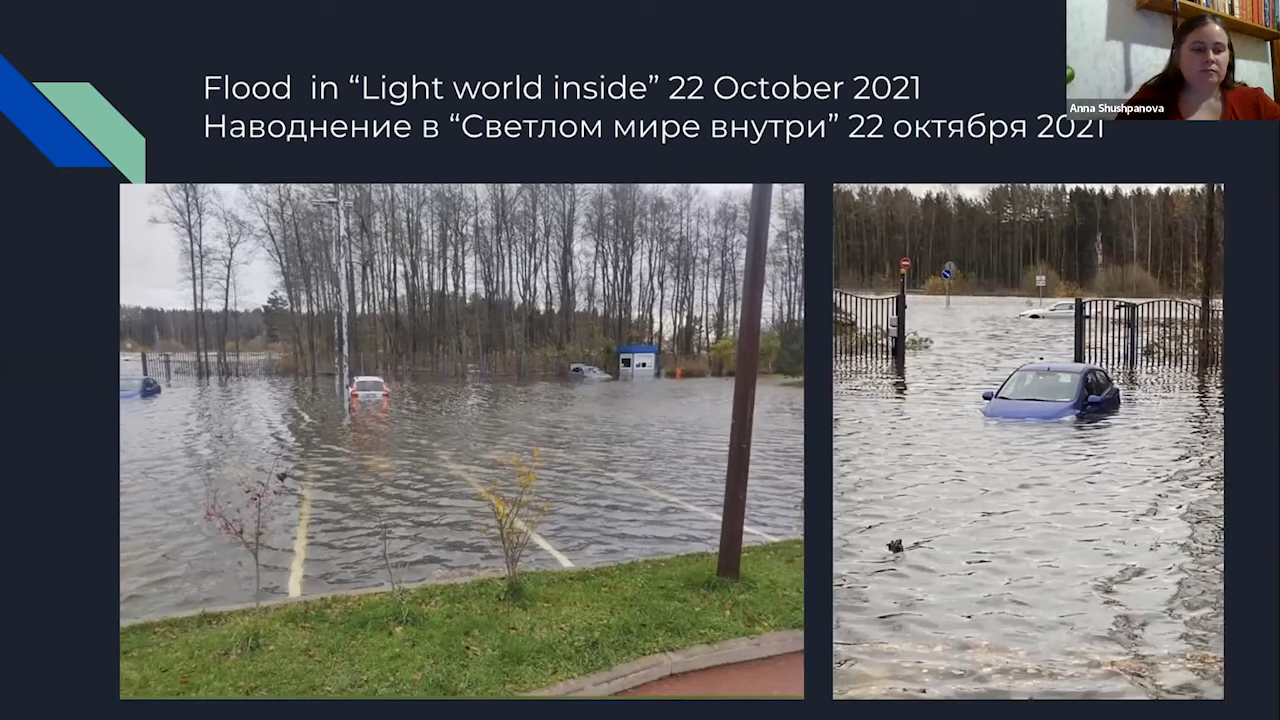 Flood in “Light world inside” 22 October 2021
Наводнение в “Светлом мире внутри” 22 октября 2021
Anna Shushpanova